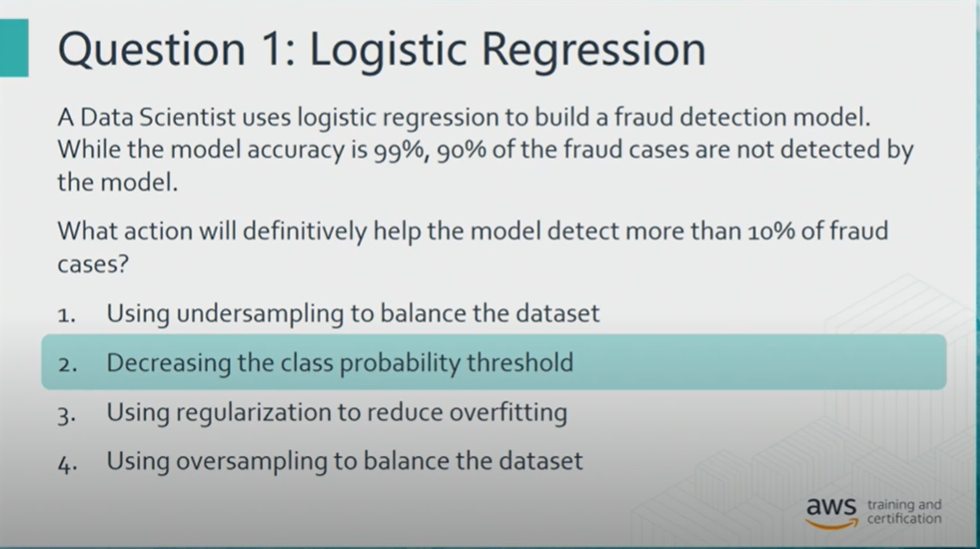 Question 1: Logistic Regression
A Data Scientist uses logistic regression to build a fraud detection model.
While the model accuracy is 99%, 90% of the fraud cases are not detected by
the model.
What action will definitively help the model detect more than 10% of fraud
cases?
1. Using undersampling to balance the dataset
2. Decreasing the class probability threshold
3. Using regularization to reduce overfitting
4. Using oversampling to balance the dataset
aws training and
certification